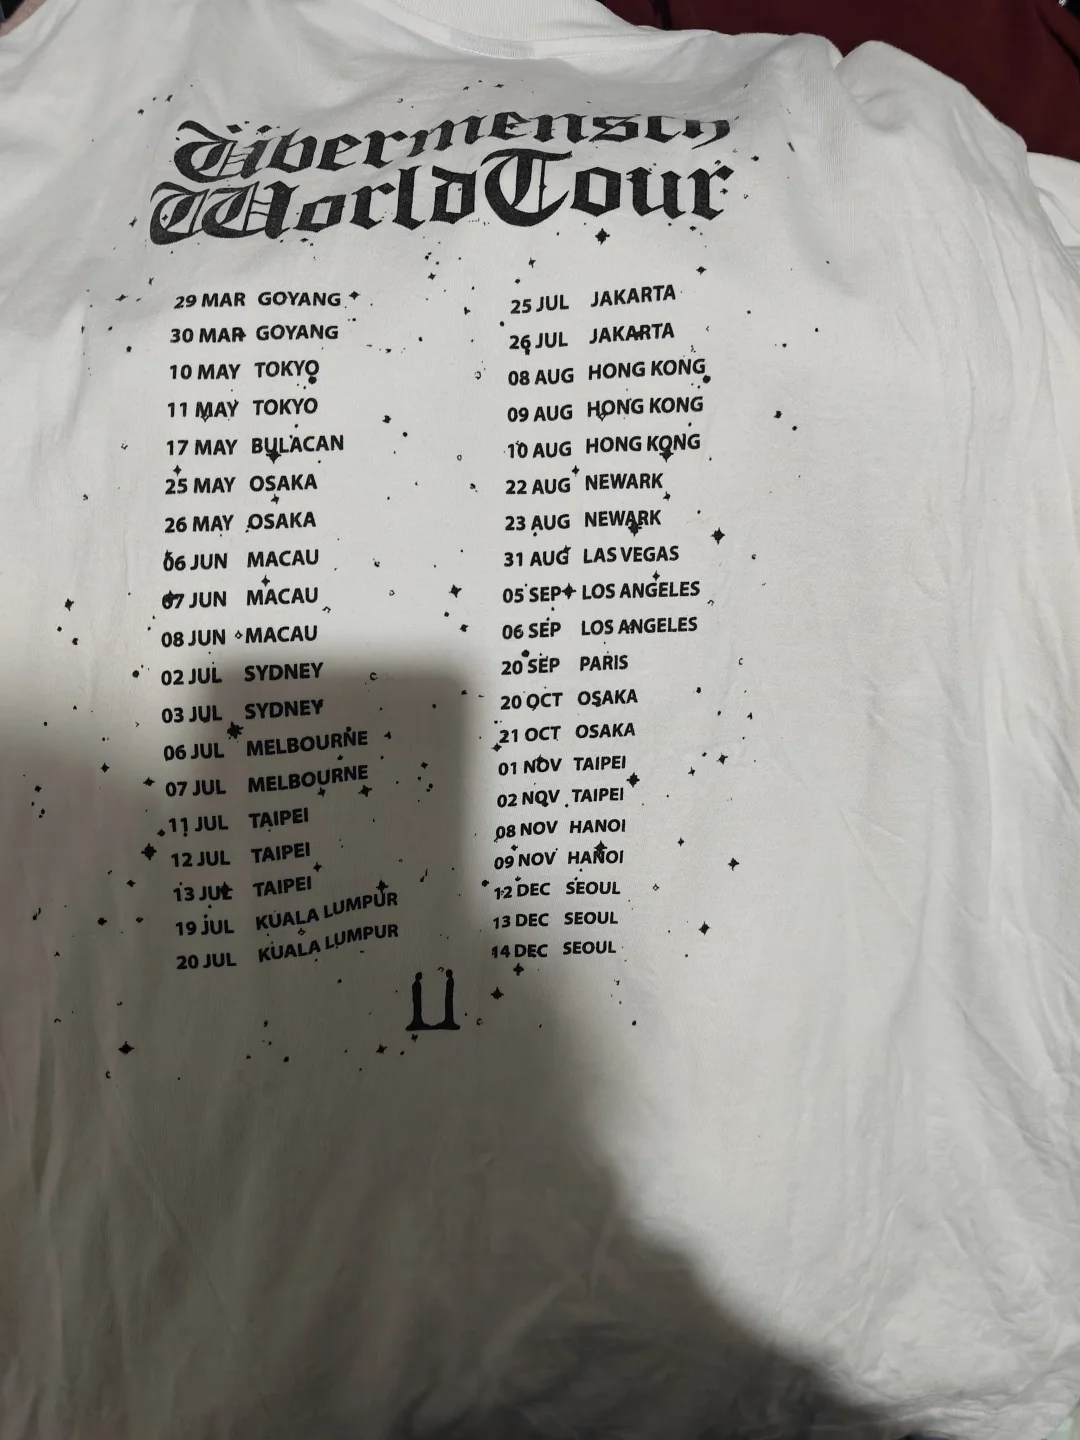 Übermensch
World Tour
29 MAR GOYANG
30 MAR GOYANG
10 MAY TOKYO
11 MAY TOKYO
17 MAY BULACAN
25 MAY OSAKA
26 MAY OSAKA
06 JUN MACAU
07 JUN MACAU
08 JUN MACAU
02 JUL SYDNEY
03 JUL SYDNEY
06 JUL MELBOURNE
07 JUL MELBOURNE
11 JUL TAIPEI
12 JUL TAIPEI
13 JUL TAIPEI
19 JUL KUALA LUMPUR
20 JUL KUALA LUMPUR
25 JUL JAKARTA
26 JUL JAKARTA
08 AUG HONG KONG
09 AUG HONG KONG
10 AUG HONG KONG
22 AUG NEWARK
23 AUG NEWARK
31 AUG LAS VEGAS
05 SEP LOS ANGELES
06 SEP LOS ANGELES
20 SEP PARIS
20 OCT OSAKA
21 OCT OSAKA
01 NOV TAIPEI
02 NOV TAIPEI
08 NOV HANOI
09 NOV HANOI
12 DEC SEOUL
13 DEC SEOUL
14 DEC SEOUL
Ü